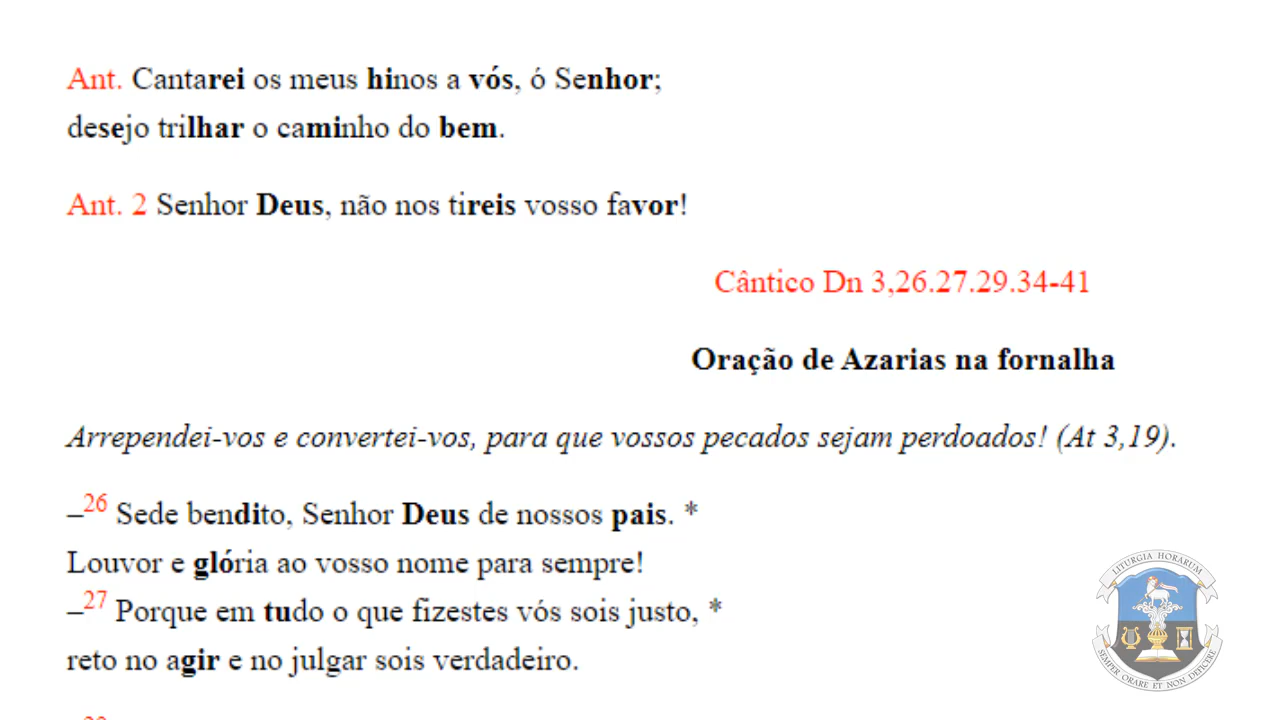 Ant. Cantarei os meus hinos a vós, ó Senhor;
desejo trilhar o caminho do bem.
Ant. 2 Senhor Deus, não nos tireis vosso favor!
Cântico Dn 3,26.27.29.34-41
Oração de Azarias na fornalha
Arrependei-vos e convertei-vos, para que vossos pecados sejam perdoados! (At 3,19).
–26 Sede bendito, Senhor Deus de nossos pais. *
Louvor e glória ao vosso nome para sempre!
–27 Porque em tudo o que fizestes vós sois justo, *
reto no agir e no julgar sois verdadeiro.
LITURGIA HORARUM
SEMPER ORARE ET NON DEFICERE